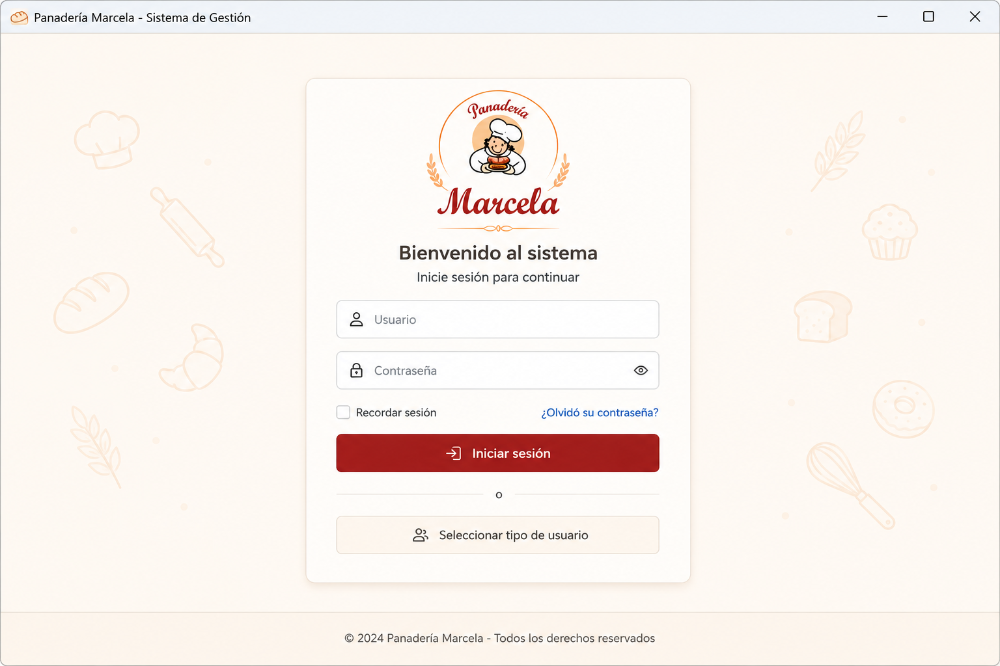 Panadería Marcela - Sistema de Gestión
Panadería
Marcela
Bienvenido al sistema
Inicie sesión para continuar
Usuario
Contraseña
Recordar sesión
¿Olvidó su contraseña?
Iniciar sesión
o
Seleccionar tipo de usuario
© 2024 Panadería Marcela - Todos los derechos reservados